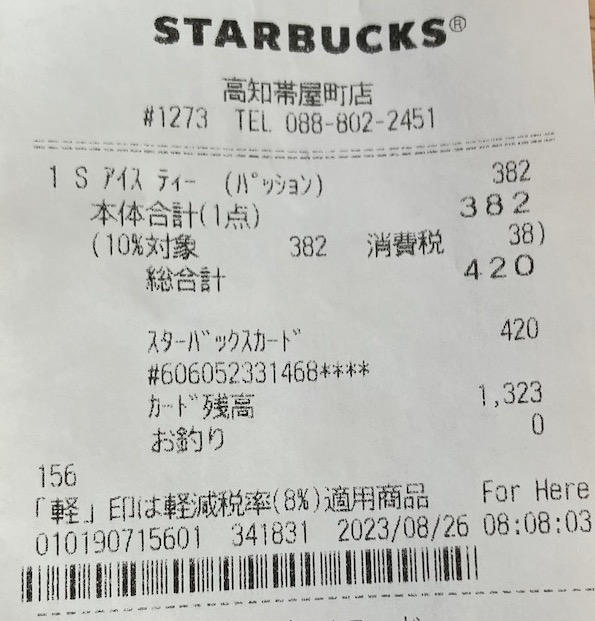 STARBUCKS®
高知帯屋町店
#1273 TEL 088-802-2451
1 S ｱｲｽ ﾃｨｰ (ﾊﾟｯｼｮﾝ) 382
本体合計(1点) 382
(10%対象 382 消費税 38)
総合計 420
ｽﾀｰﾊﾞｯｸｽｶｰﾄﾞ 420
#606052331468****
ｶｰﾄﾞ残高 1,323
お釣り 0
156
「軽」印は軽減税率(8%)適用商品 For Here
010190715601 341831 2023/08/26 08:08:03